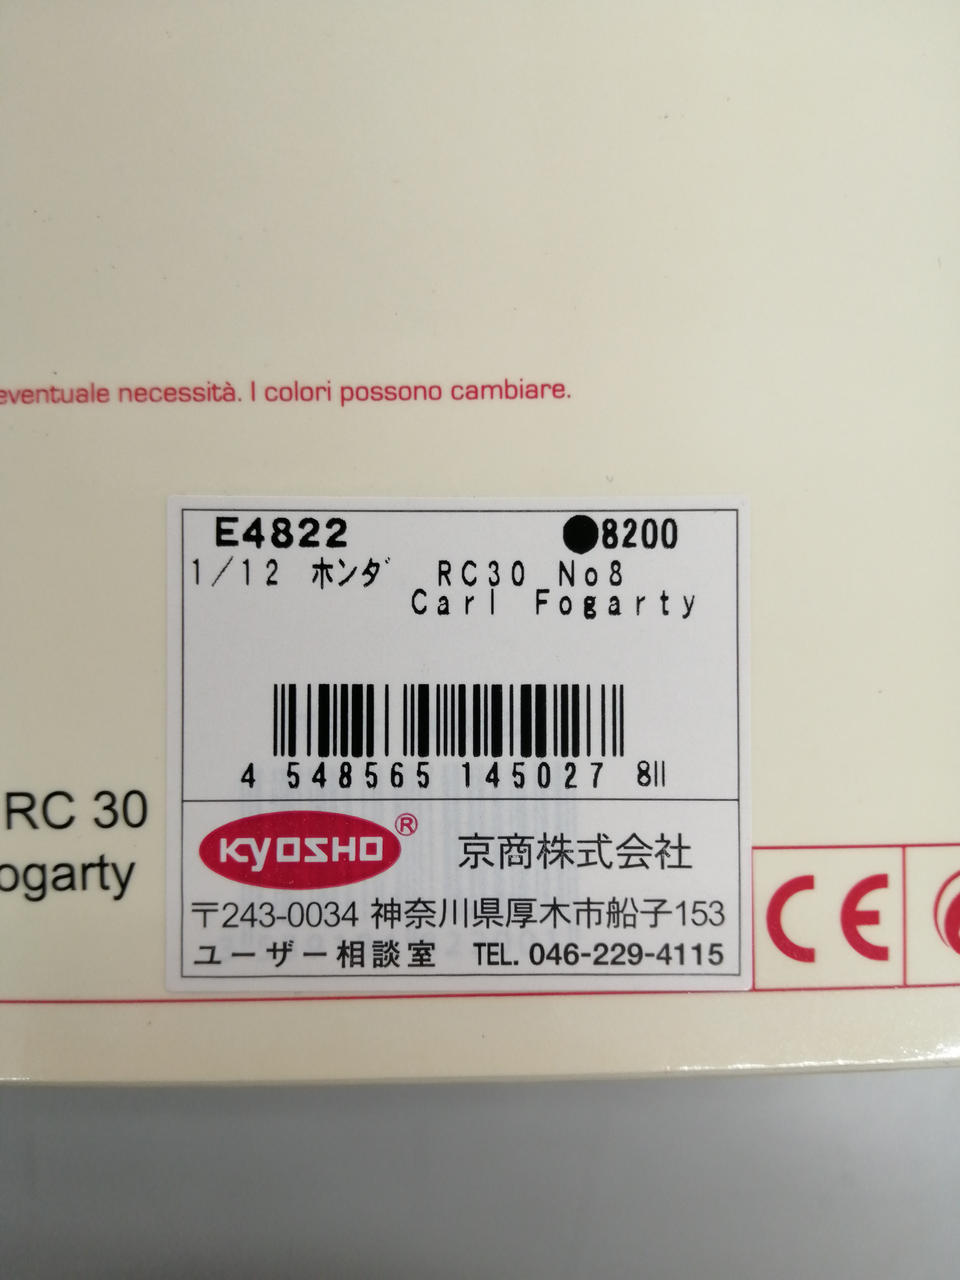 eventuale necessità. I colori possono cambiare.
E4822 ●8200
1/12 ホンダ RC30 No8
Carl Fogarty
4 548565 145027 8ll
RC 30
ogarty
KYOSHO® 京商株式会社
〒243-0034 神奈川県厚木市船子153
ユーザー相談室 TEL. 046-229-4115
CE